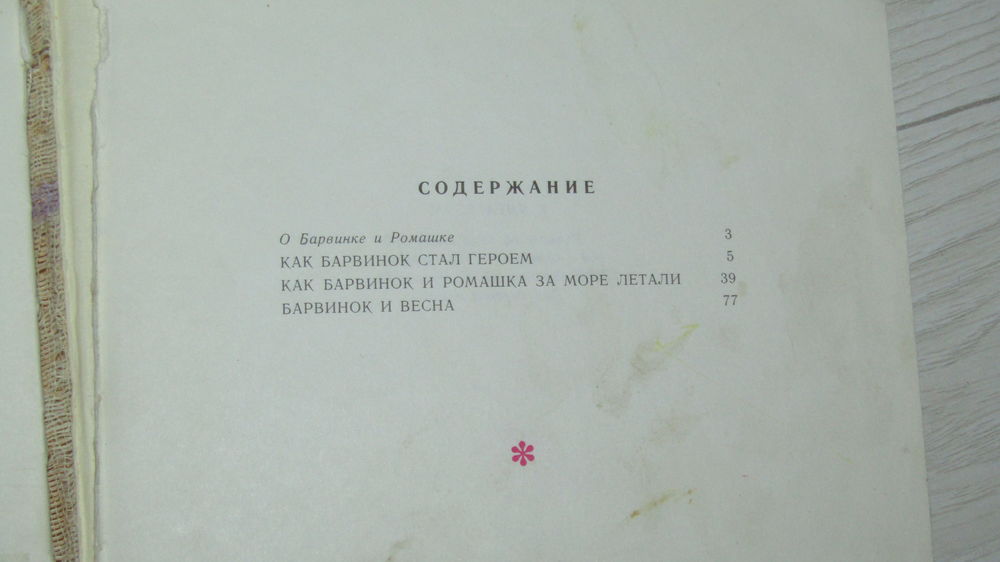 СОДЕРЖАНИЕ
О Барвинке и Ромашке 3
КАК БАРВИНОК СТАЛ ГЕРОЕМ 5
КАК БАРВИНОК И РОМАШКА ЗА МОРЕ ЛЕТАЛИ 39
БАРВИНОК И ВЕСНА 77